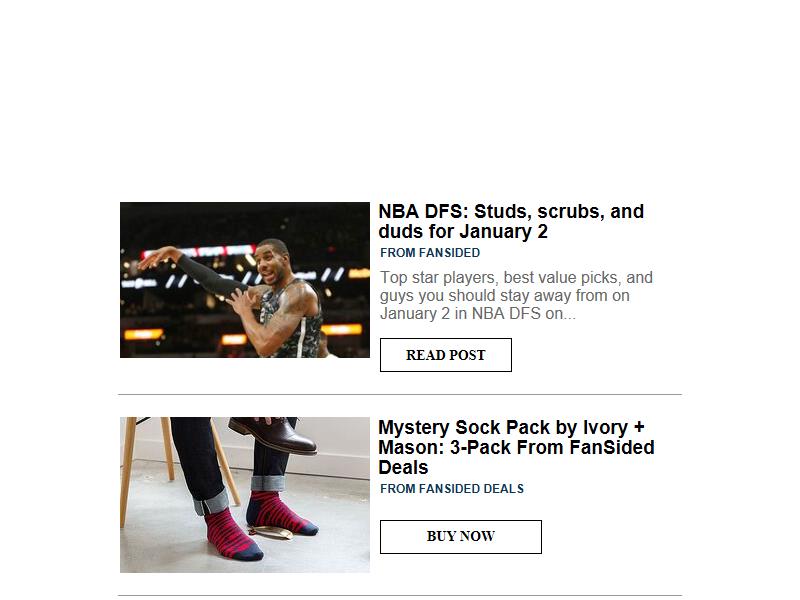 NBA DFS: Studs, scrubs, and
duds for January 2
FROM FANSIDED
Top star players, best value picks, and
guys you should stay away from on
January 2 in NBA DFS on...
READ POST
Mystery Sock Pack by Ivory +
Mason: 3-Pack From FanSided
Deals
FROM FANSIDED DEALS
BUY NOW